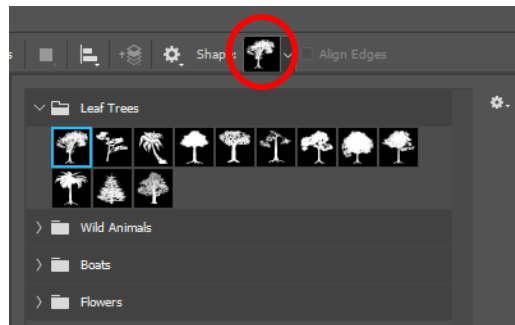 Shape:
Align Edges
Leaf Trees
Wild Animals
Boats
Flowers